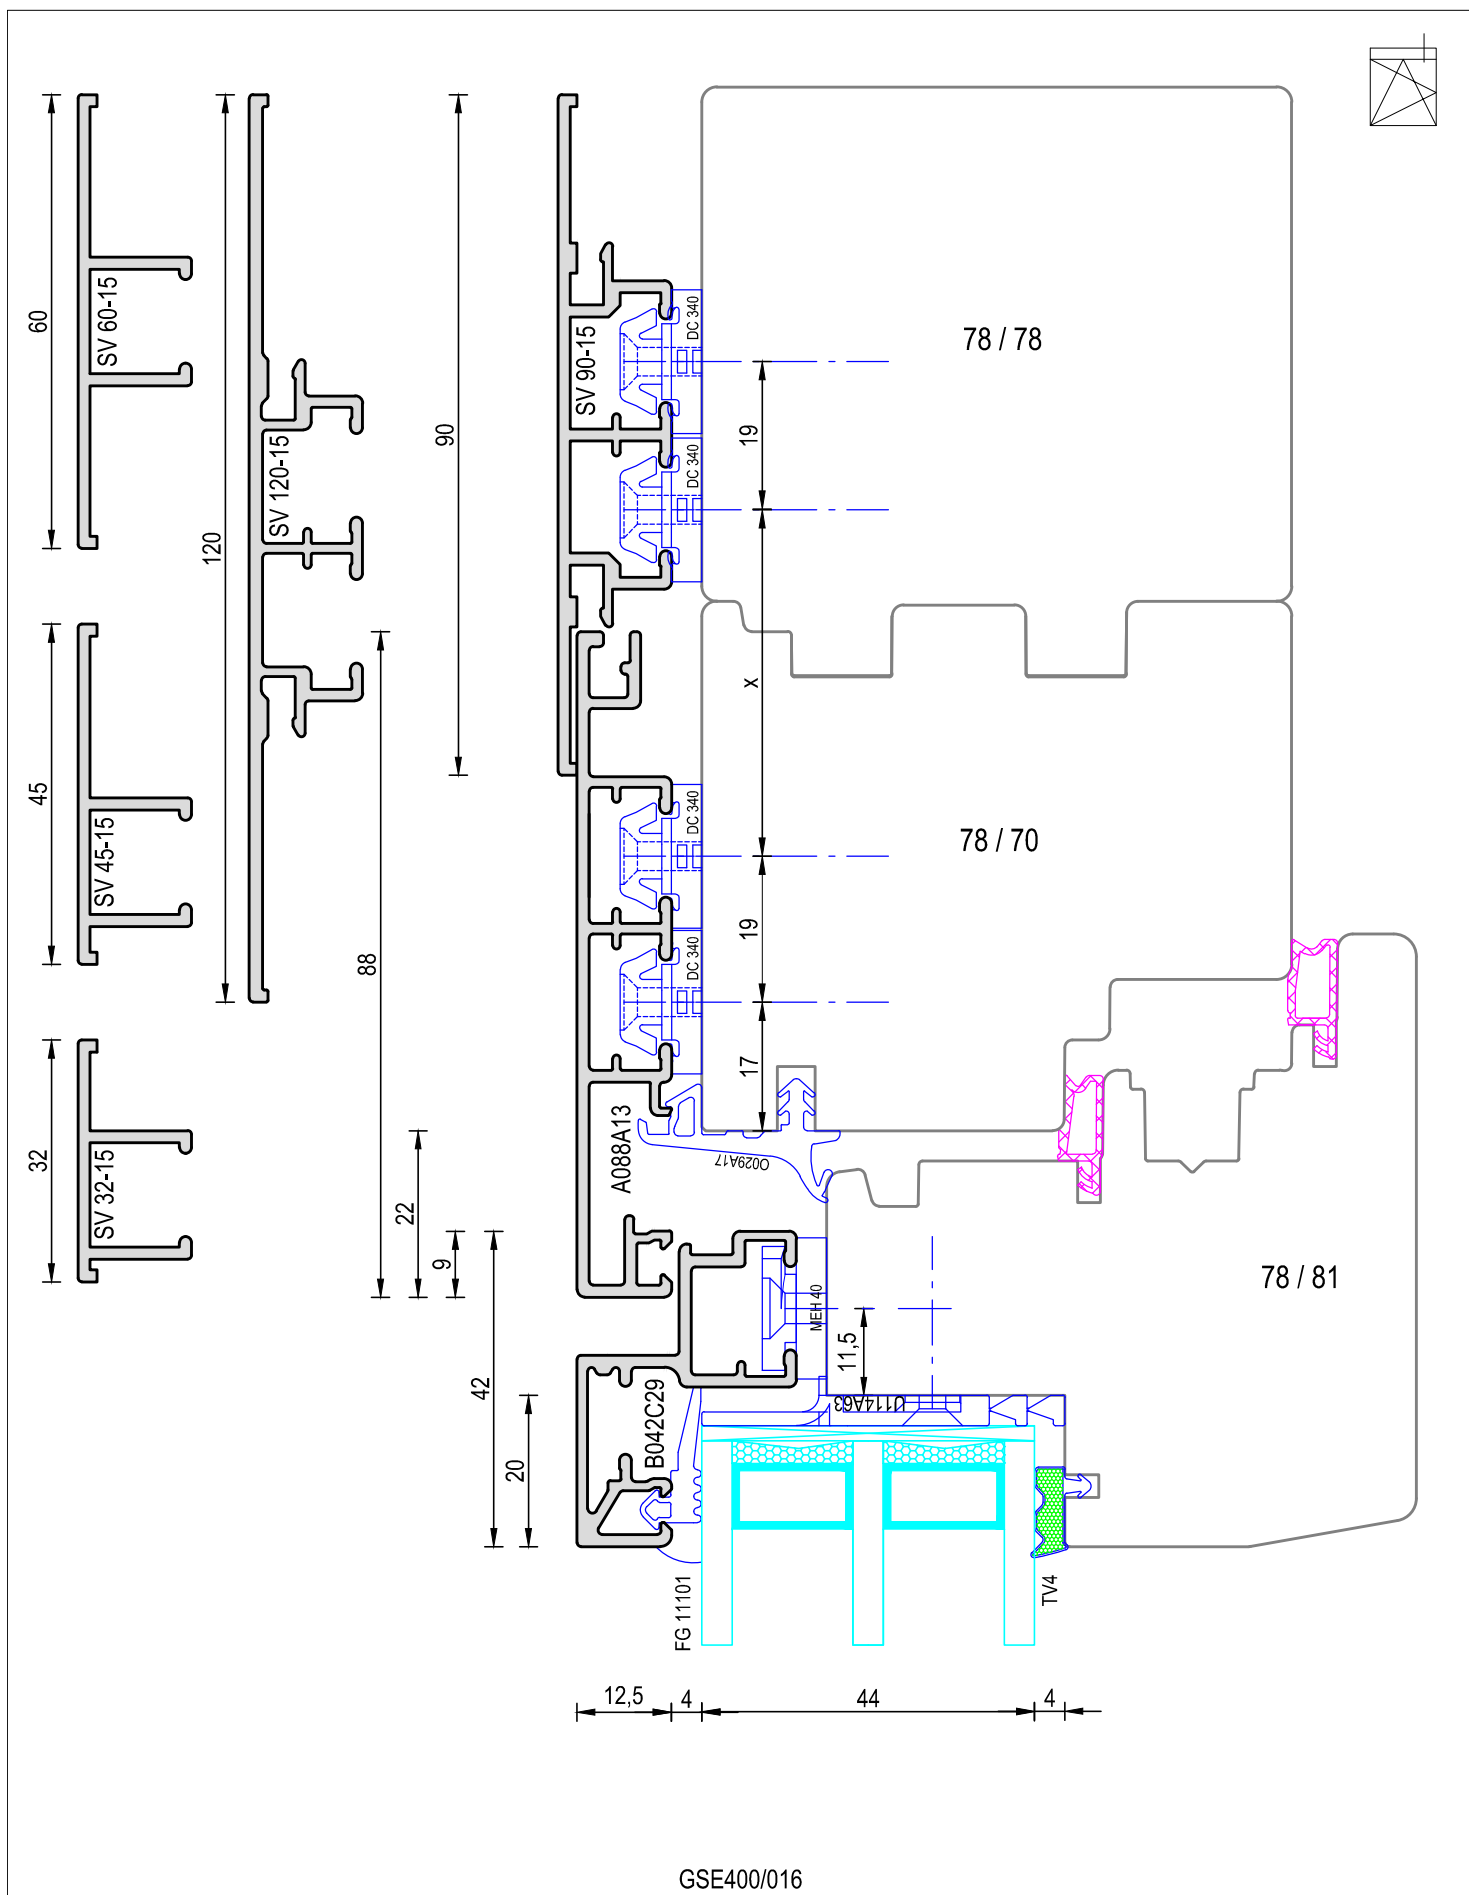 60
SV 60-15
120
SV 120-15
90
SV 90-15
DC 340
DC 340
78 / 78
19
x
45
SV 45-15
88
DC 340
DC 340
78 / 70
19
17
32
SV 32-15
22
9
42
20
A088A13
O029A17
MEH 40
11,5
78 / 81
B042C29
U114A63
FG 11101
TV4
12,5
4
44
4
GSE400/016